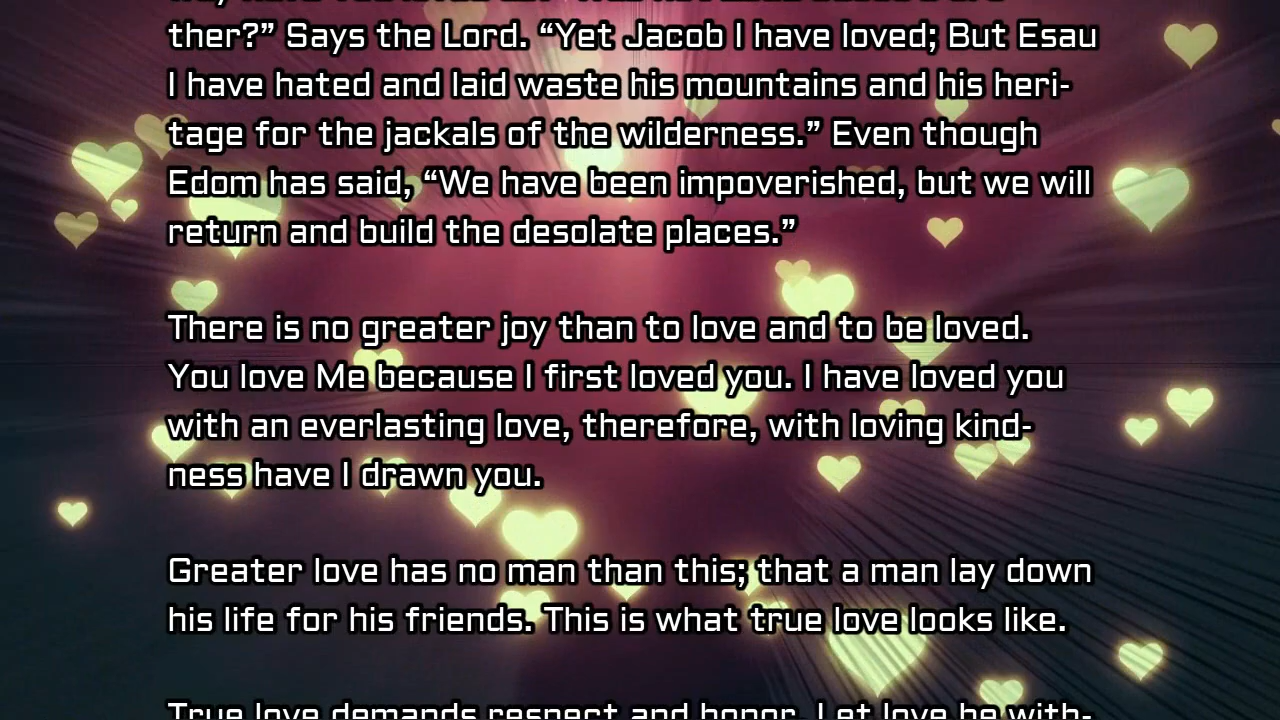 ther?” Says the Lord. “Yet Jacob I have loved; But Esau
I have hated and laid waste his mountains and his heri-
tage for the jackals of the wilderness.” Even though
Edom has said, “We have been impoverished, but we will
return and build the desolate places.”
There is no greater joy than to love and to be loved.
You love Me because I first loved you. I have loved you
with an everlasting love, therefore, with loving kind-
ness have I drawn you.
Greater love has no man than this; that a man lay down
his life for his friends. This is what true love looks like.
True love demands respect and honor. Let love be with-